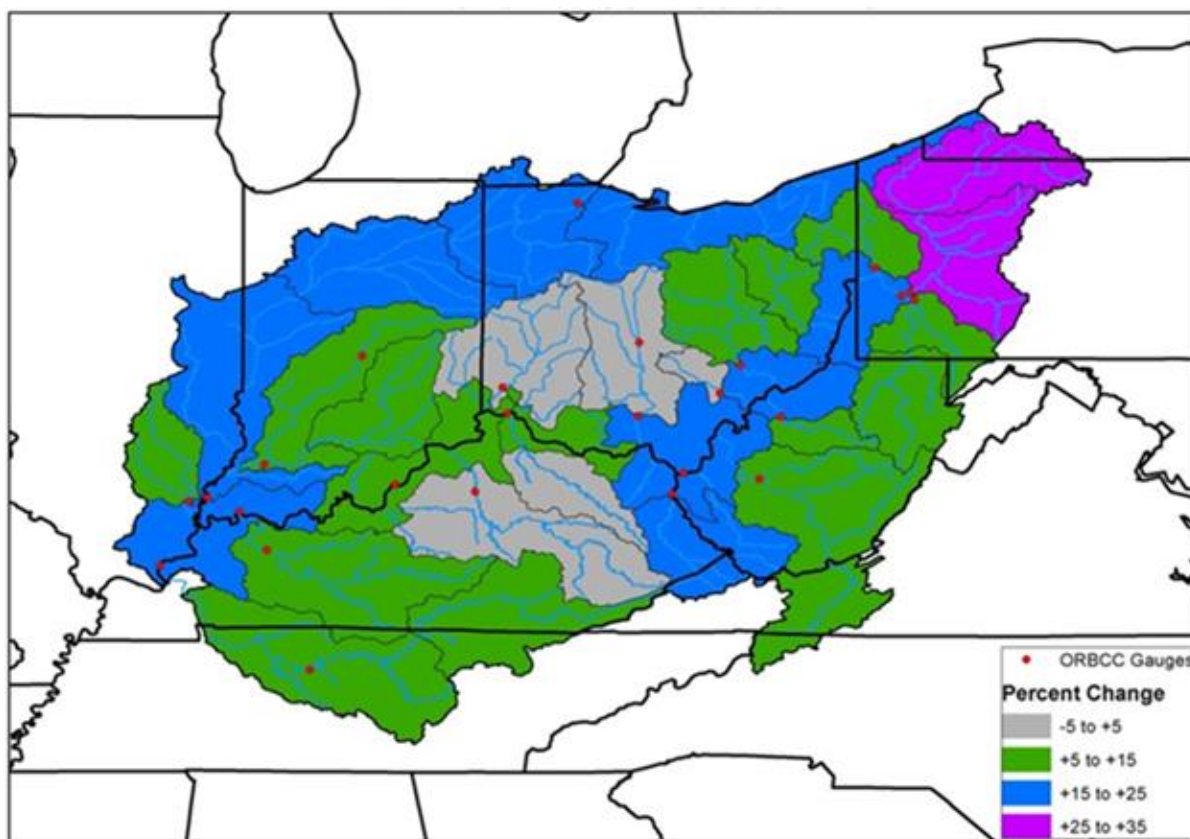 ORBCC Gauges
Percent Change
-5 to +5
+5 to +15
+15 to +25
+25 to +35